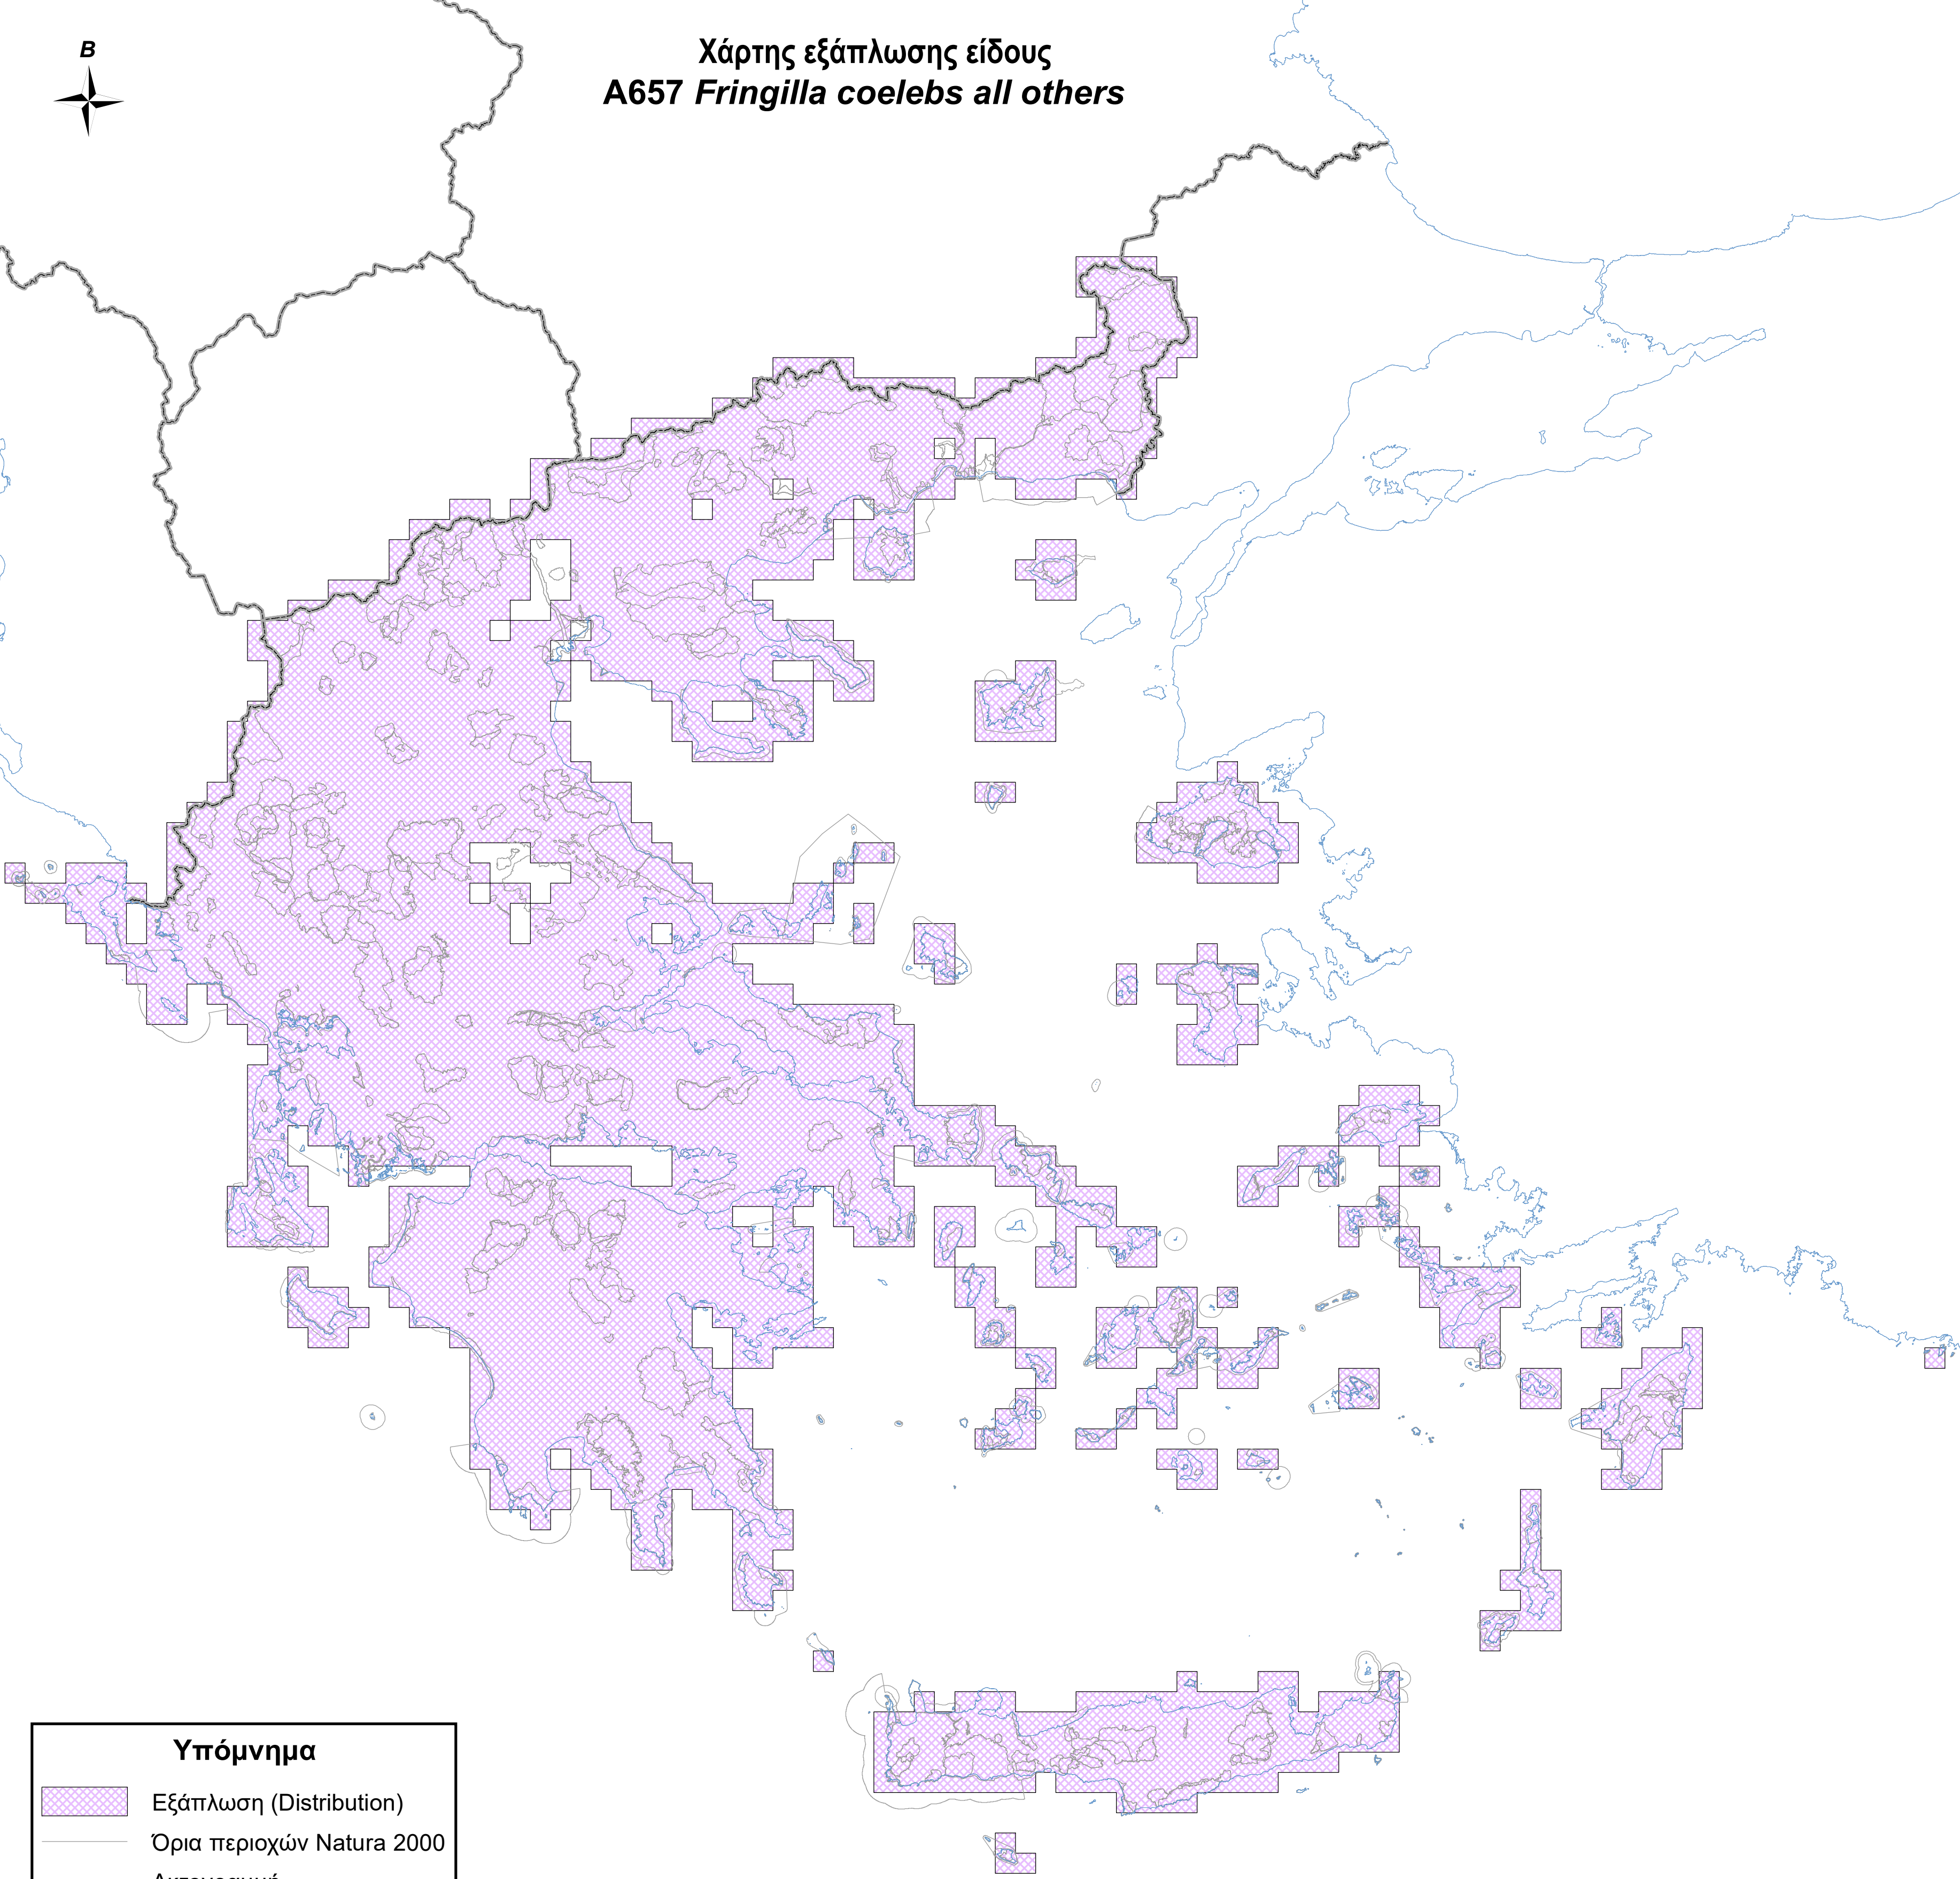 B
Χάρτης εξάπλωσης είδους
A657 Fringilla coelebs all others
Υπόμνημα
Εξάπλωση (Distribution)
Όρια περιοχών Natura 2000